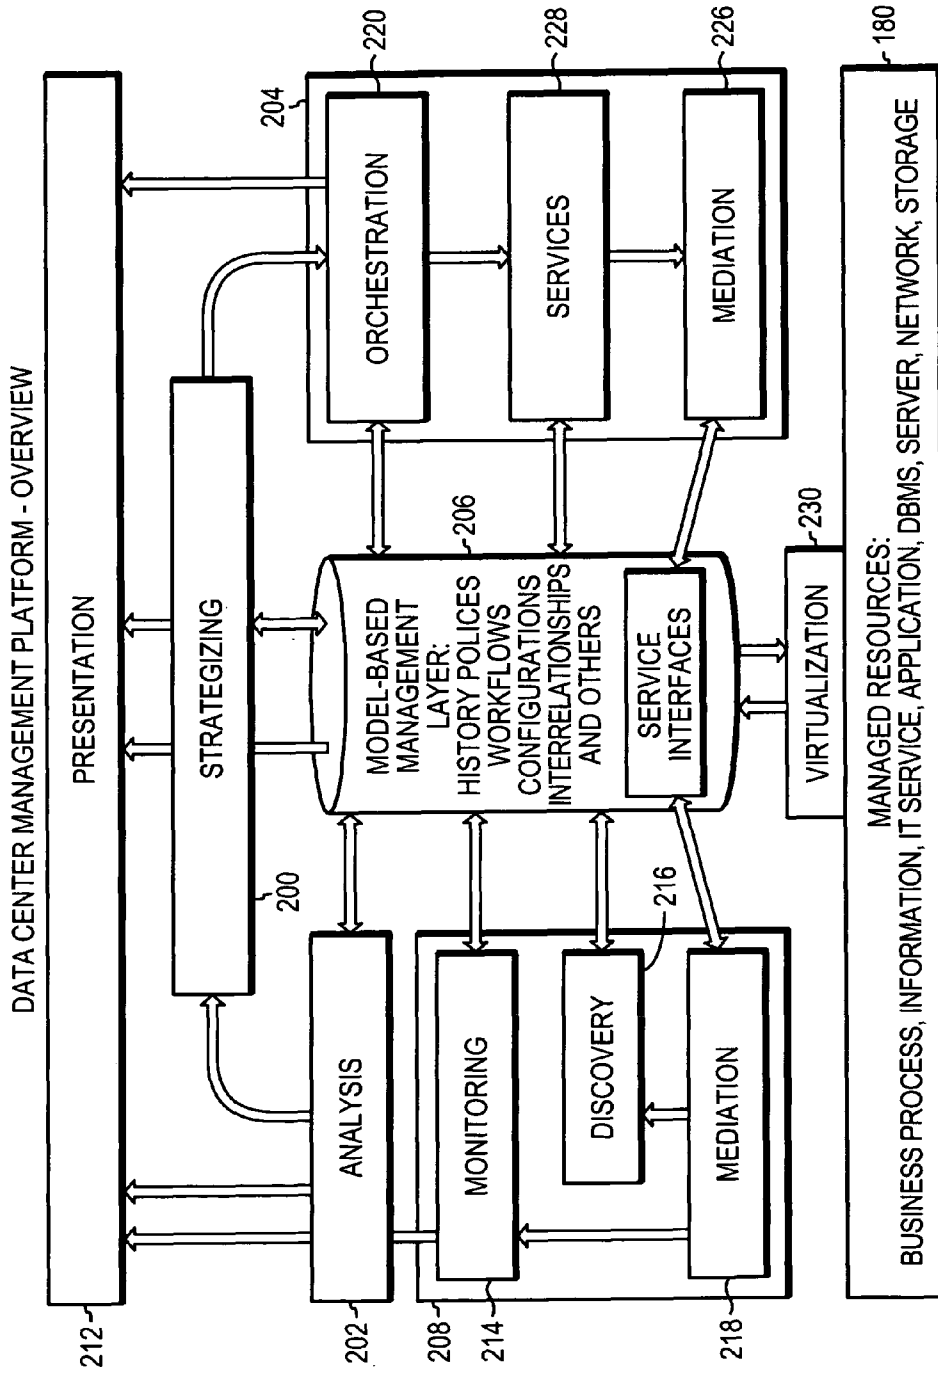 DATA CENTER MANAGEMENT PLATFORM - OVERVIEW
212
PRESENTATION
STRATEGIZING
200
204
220
ORCHESTRATION
228
SERVICES
226
MEDIATION
206
MODEL-BASED
MANAGEMENT
LAYER:
HISTORY POLICES
WORKFLOWS
CONFIGURATIONS
INTERRELATIONSHIPS
AND OTHERS
SERVICE
INTERFACES
202
ANALYSIS
208
214
MONITORING
216
DISCOVERY
218
MEDIATION
230
VIRTUALIZATION
180
MANAGED RESOURCES:
BUSINESS PROCESS, INFORMATION, IT SERVICE, APPLICATION, DBMS, SERVER, NETWORK, STORAGE